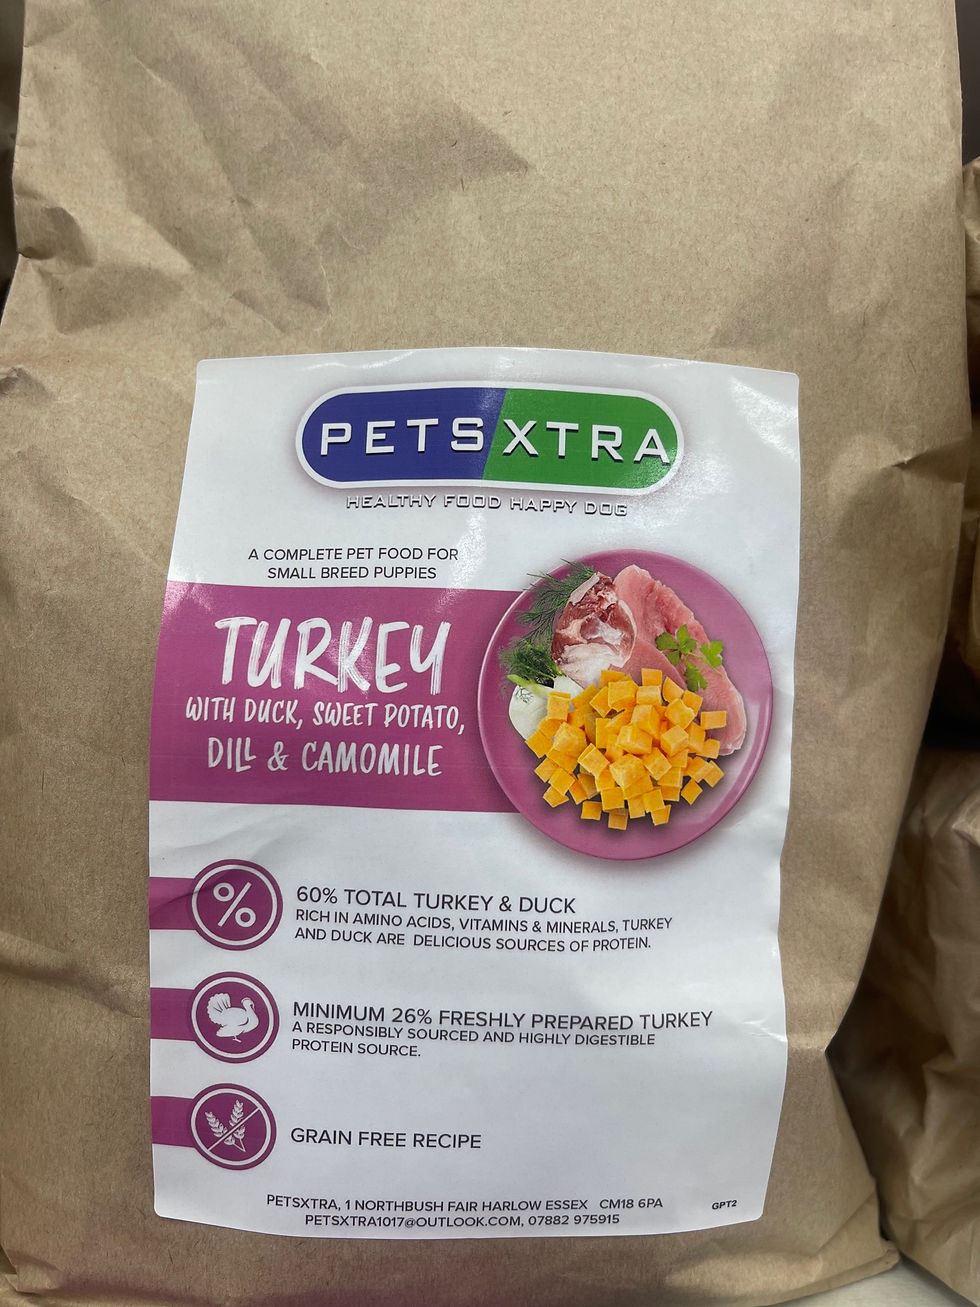 PETSXTRA
HEALTHY FOOD HAPPY DOG
A COMPLETE PET FOOD FOR
SMALL BREED PUPPIES
TURKEY
WITH DUCK, SWEET POTATO,
DILL & CAMOMILE
%
60% TOTAL TURKEY & DUCK
RICH IN AMINO ACIDS, VITAMINS & MINERALS, TURKEY
AND DUCK ARE DELICIOUS SOURCES OF PROTEIN.
MINIMUM 26% FRESHLY PREPARED TURKEY
A RESPONSIBLY SOURCED AND HIGHLY DIGESTIBLE
PROTEIN SOURCE.
GRAIN FREE RECIPE
PETSXTRA, 1 NORTHBUSH FAIR HARLOW ESSEX CM18 6PA
PETSXTRA1017@OUTLOOK.COM, 07882 975915
GPT2